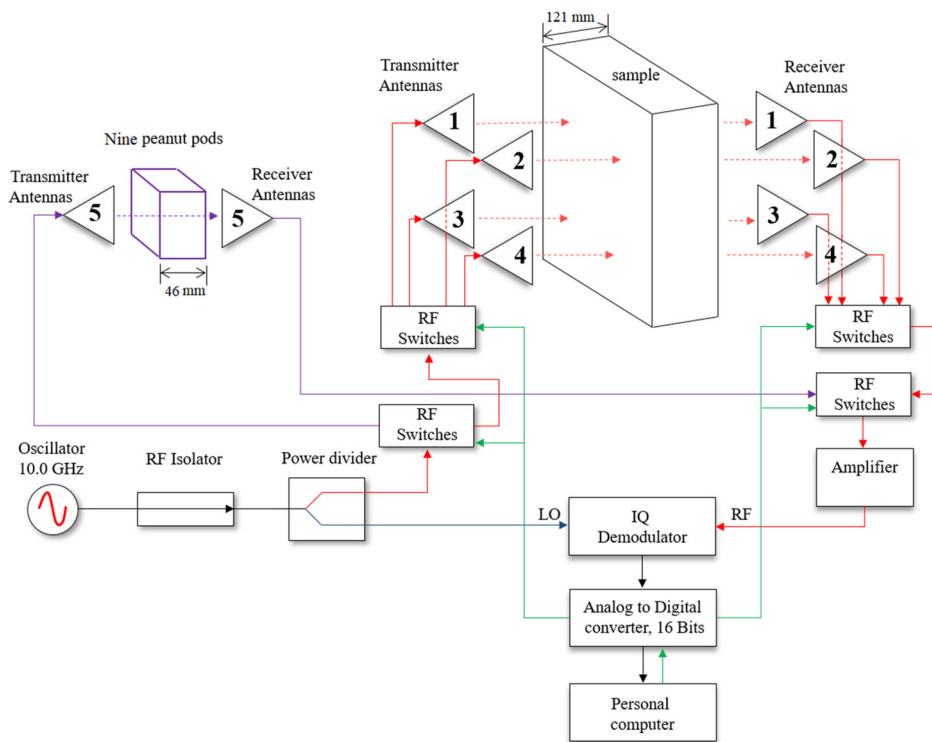 121 mm
Transmitter
Antennas
sample
Receiver
Antennas
1
2
3
4
1
2
3
4
Nine peanut pods
Transmitter
Antennas
Receiver
Antennas
5
5
46 mm
RF
Switches
RF
Switches
RF
Switches
RF
Switches
Oscillator
10.0 GHz
RF Isolator
Power divider
Amplifier
LO
IQ
Demodulator
RF
Analog to Digital
converter, 16 Bits
Personal
computer